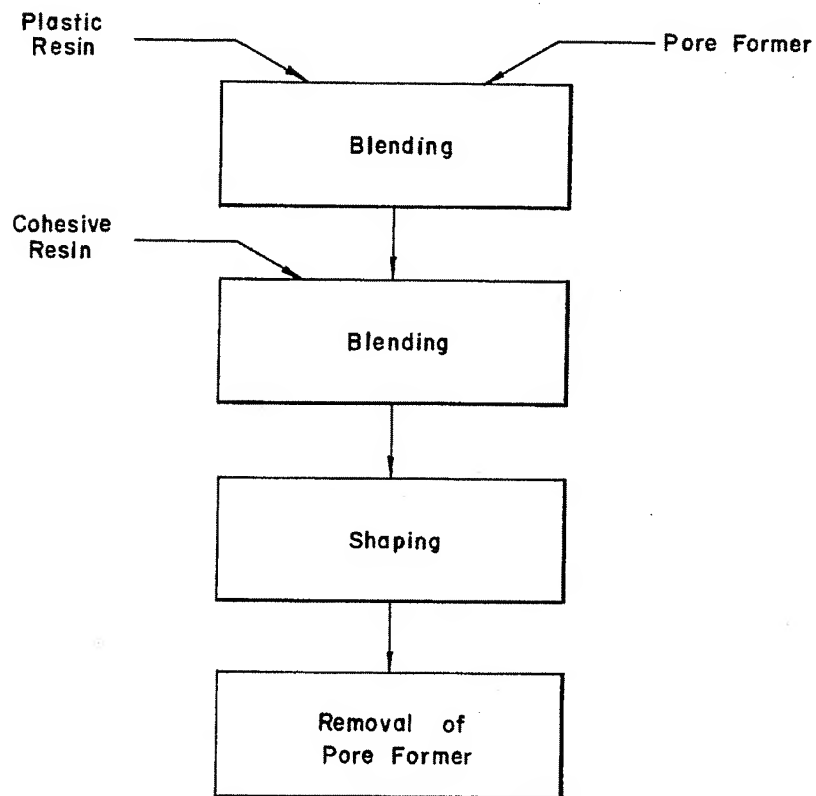 Plastic
Resin
Pore Former
Blending
Cohesive
Resin
Blending
Shaping
Removal of
Pore Former